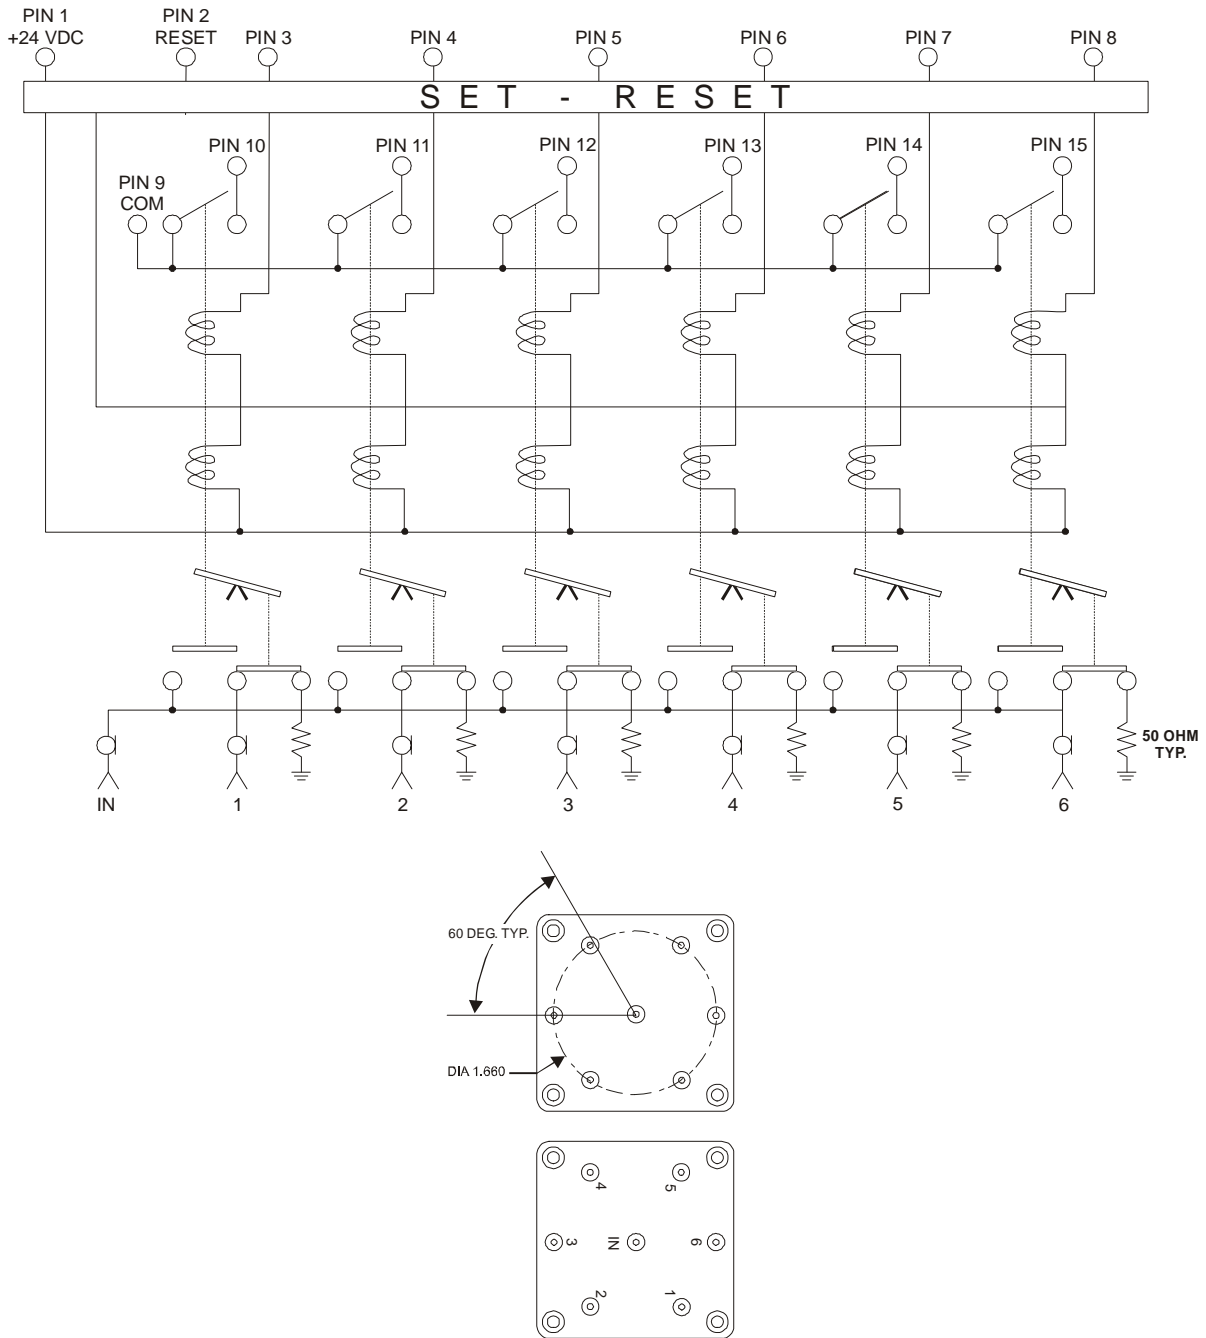 PIN 1
+24 VDC
PIN 2
RESET
PIN 3
PIN 4
PIN 5
PIN 6
PIN 7
PIN 8
SET - RESET
PIN 9
COM
PIN 10
PIN 11
PIN 12
PIN 13
PIN 14
PIN 15
50 OHM
TYP.
IN
1
2
3
4
5
6
60 DEG. TYP.
DIA 1.660
4
5
3
IN
6
2
1